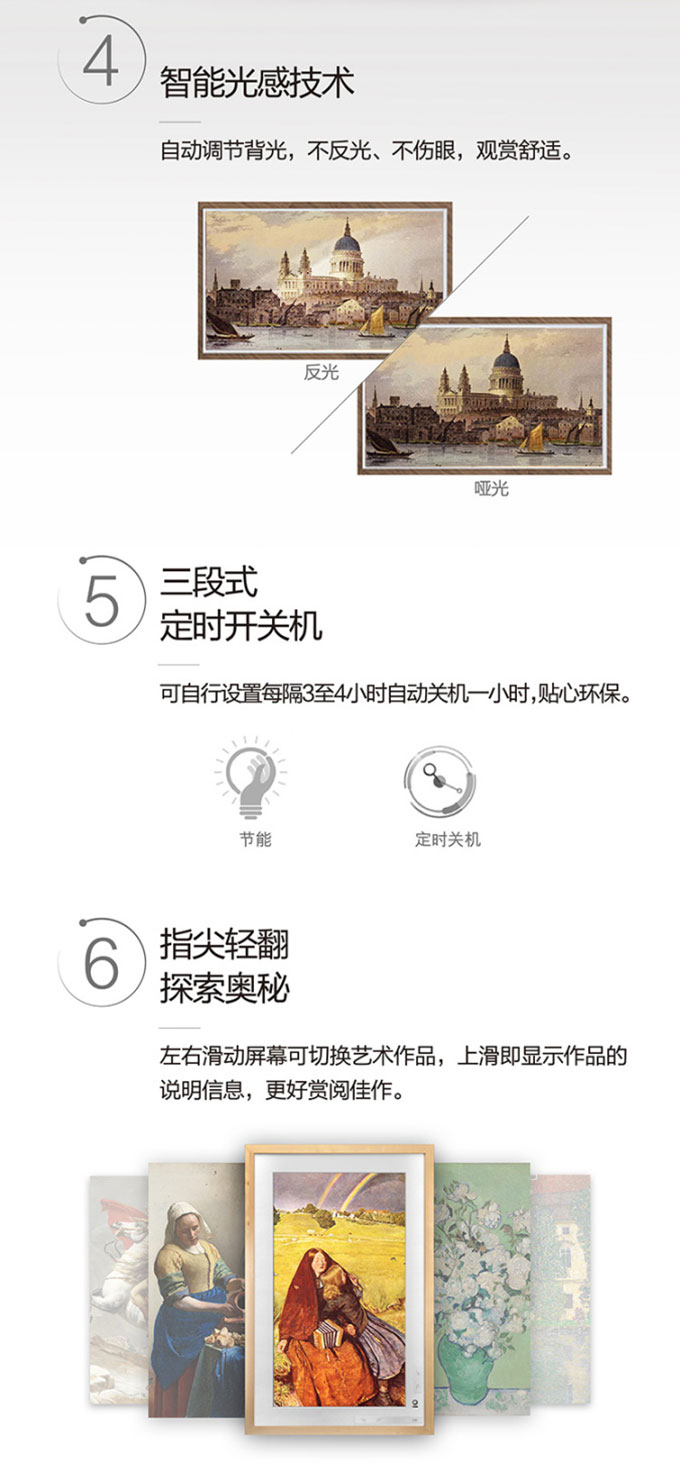 4
智能光感技术
自动调节背光，不反光、不伤眼，观赏舒适。
反光
哑光
5
三段式
定时开关机
可自行设置每隔3至4小时自动关机一小时，贴心环保。
节能
定时关机
6
指尖轻翻
探索奥秘
左右滑动屏幕可切换艺术作品，上滑即显示作品的
说明信息，更好赏阅佳作。